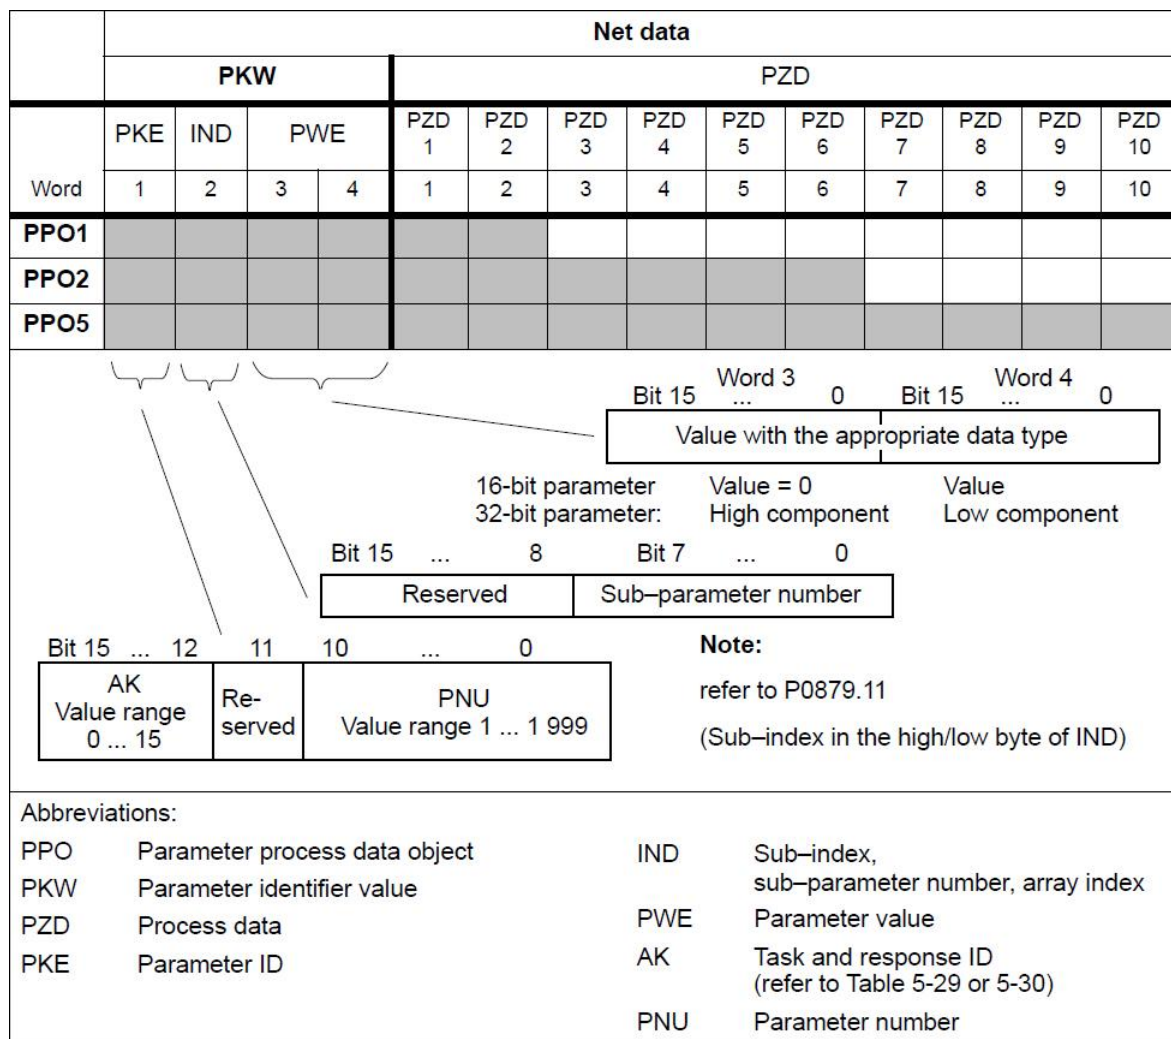 Net data
PKW PZD
PKE IND PWE PZD 1 PZD 2 PZD 3 PZD 4 PZD 5 PZD 6 PZD 7 PZD 8 PZD 9 PZD 10
Word 1 2 3 4 1 2 3 4 5 6 7 8 9 10
PPO1
PPO2
PPO5
Word 3 Word 4
Bit 15 ... 0 Bit 15 ... 0
Value with the appropriate data type
16-bit parameter Value = 0 Value
32-bit parameter: High component Low component
Bit 15 ... 8 Bit 7 ... 0
Reserved Sub–parameter number
Bit 15 ... 12 11 10 ... 0
AK
Value range
0 ... 15
Re-
served
PNU
Value range 1 ... 1 999
Note:
refer to P0879.11
(Sub–index in the high/low byte of IND)
Abbreviations:
PPO Parameter process data object
PKW Parameter identifier value
PZD Process data
PKE Parameter ID
IND Sub–index,
sub–parameter number, array index
PWE Parameter value
AK Task and response ID
(refer to Table 5-29 or 5-30)
PNU Parameter number